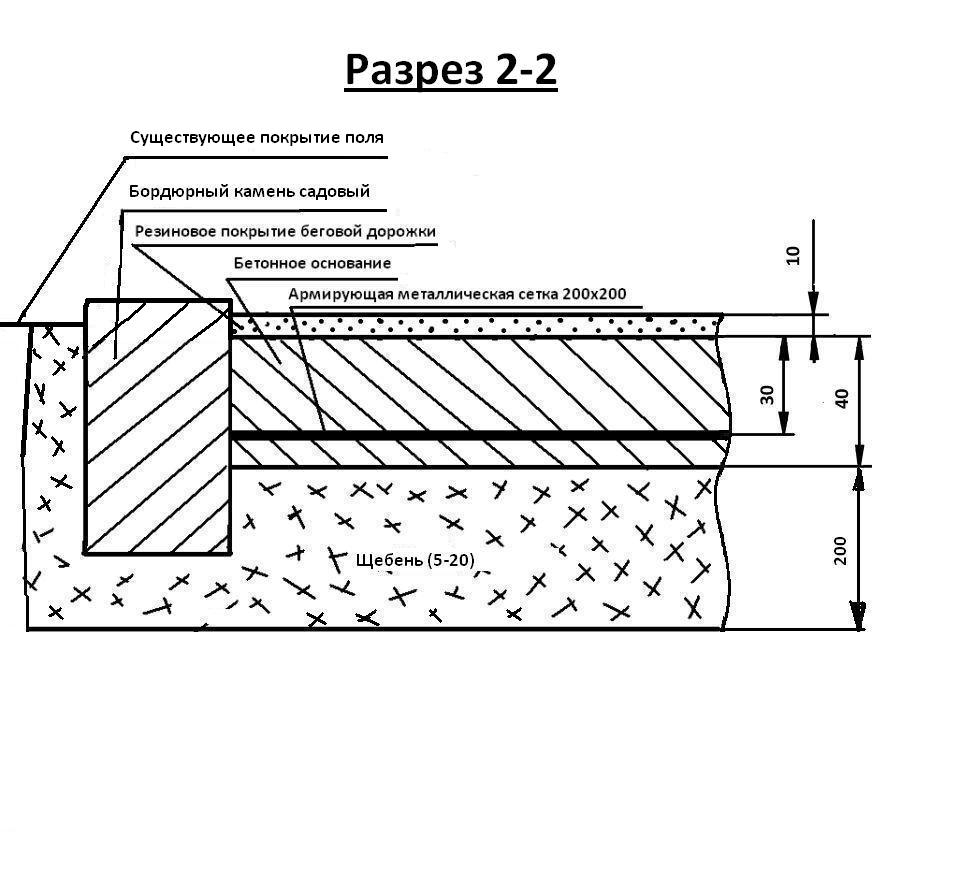 Разрез 2-2
Существующее покрытие поля
Бордюрный камень садовый
Резиновое покрытие беговой дорожки
Бетонное основание
Армирующая металлическая сетка 200х200
10
30
40
200
Щебень (5-20)